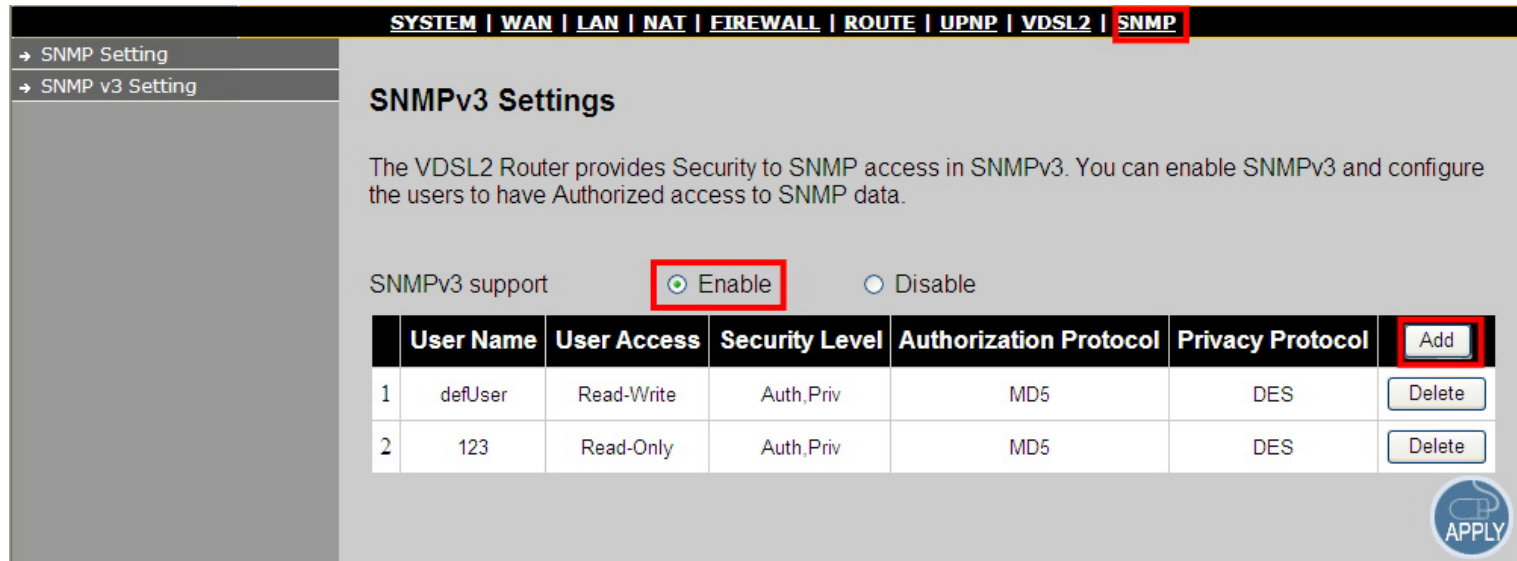 SYSTEM | WAN | LAN | NAT | FIREWALL | ROUTE | UPNP | VDSL2 | SNMP
→ SNMP Setting
→ SNMP v3 Setting
SNMPv3 Settings
The VDSL2 Router provides Security to SNMP access in SNMPv3. You can enable SNMPv3 and configure
the users to have Authorized access to SNMP data.
SNMPv3 support Enable Disable
User Name User Access Security Level Authorization Protocol Privacy Protocol Add
1 defUser Read-Write Auth,Priv MD5 DES Delete
2 123 Read-Only Auth,Priv MD5 DES Delete
APPLY